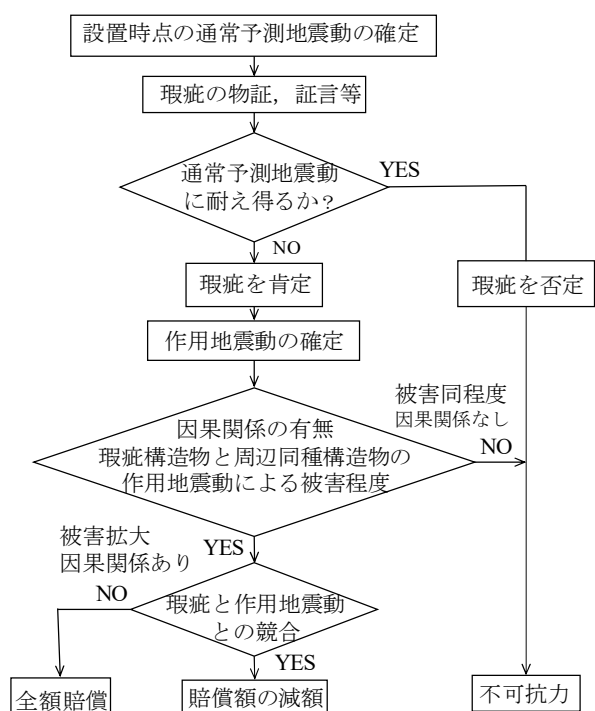 設置時点の通常予測地震動の確定
瑕疵の物証，証言等
通常予測地震動
に耐え得るか?
YES
NO
瑕疵を肯定
瑕疵を否定
作用地震動の確定
被害同程度
因果関係なし
NO
因果関係の有無
瑕疵構造物と周辺同種構造物の
作用地震動による被害程度
被害拡大
因果関係あり
YES
NO
瑕疵と作用地震動
との競合
YES
全額賠償
賠償額の減額
不可抗力